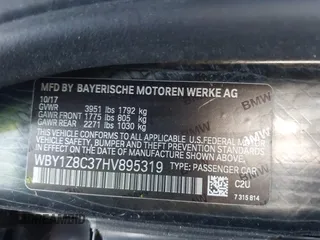 MFD BY BAYERISCHE MOTOREN WERKE AG
10/17
GVWR 3951 lbs 1792 kg
GAWR FRONT 1775 lbs 805 kg
GAWR REAR 2271 lbs 1030 kg
THIS VEHICLE CONFORMS TO ALL APPLICABLE U.S. FEDERAL
MOTOR VEHICLE SAFETY, BUMPER, AND THEFT PREVENTION
STANDARDS IN EFFECT ON THE DATE OF MANUFACTURE SHOWN ABOVE.
WBY1Z8C37HV895319 TYPE: PASSENGER CAR
C2U
7 315 814
BMW
BMW